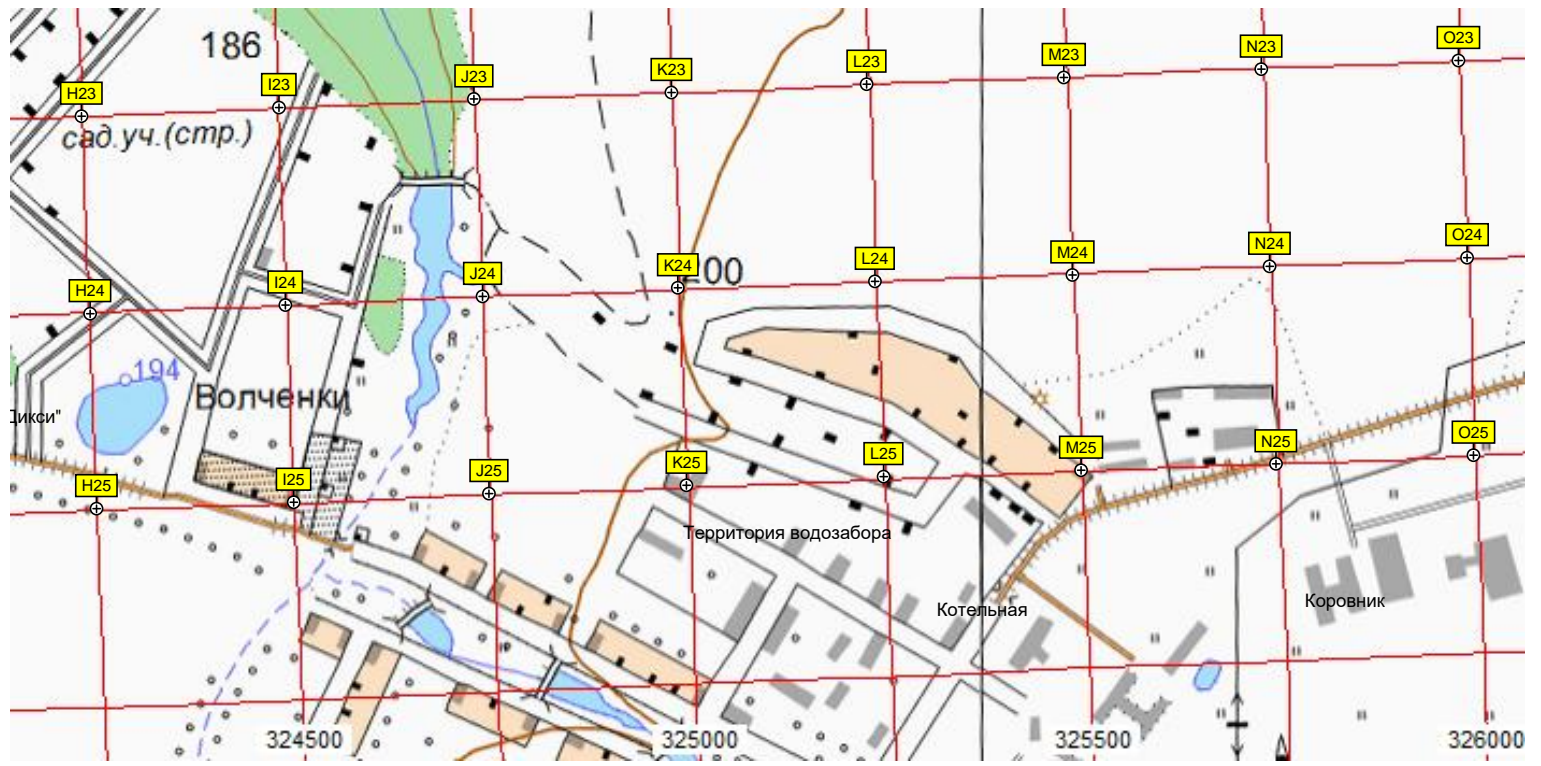 186
H23
I23
J23
K23
L23
M23
N23
O23
сад.уч.(стр.)
H24
I24
J24
K24
200
L24
M24
N24
O24
194
Волченки
Дикси"
H25
I25
J25
K25
L25
M25
N25
O25
Территория водозабора
Котельная
Коровник
324500
325000
325500
326000